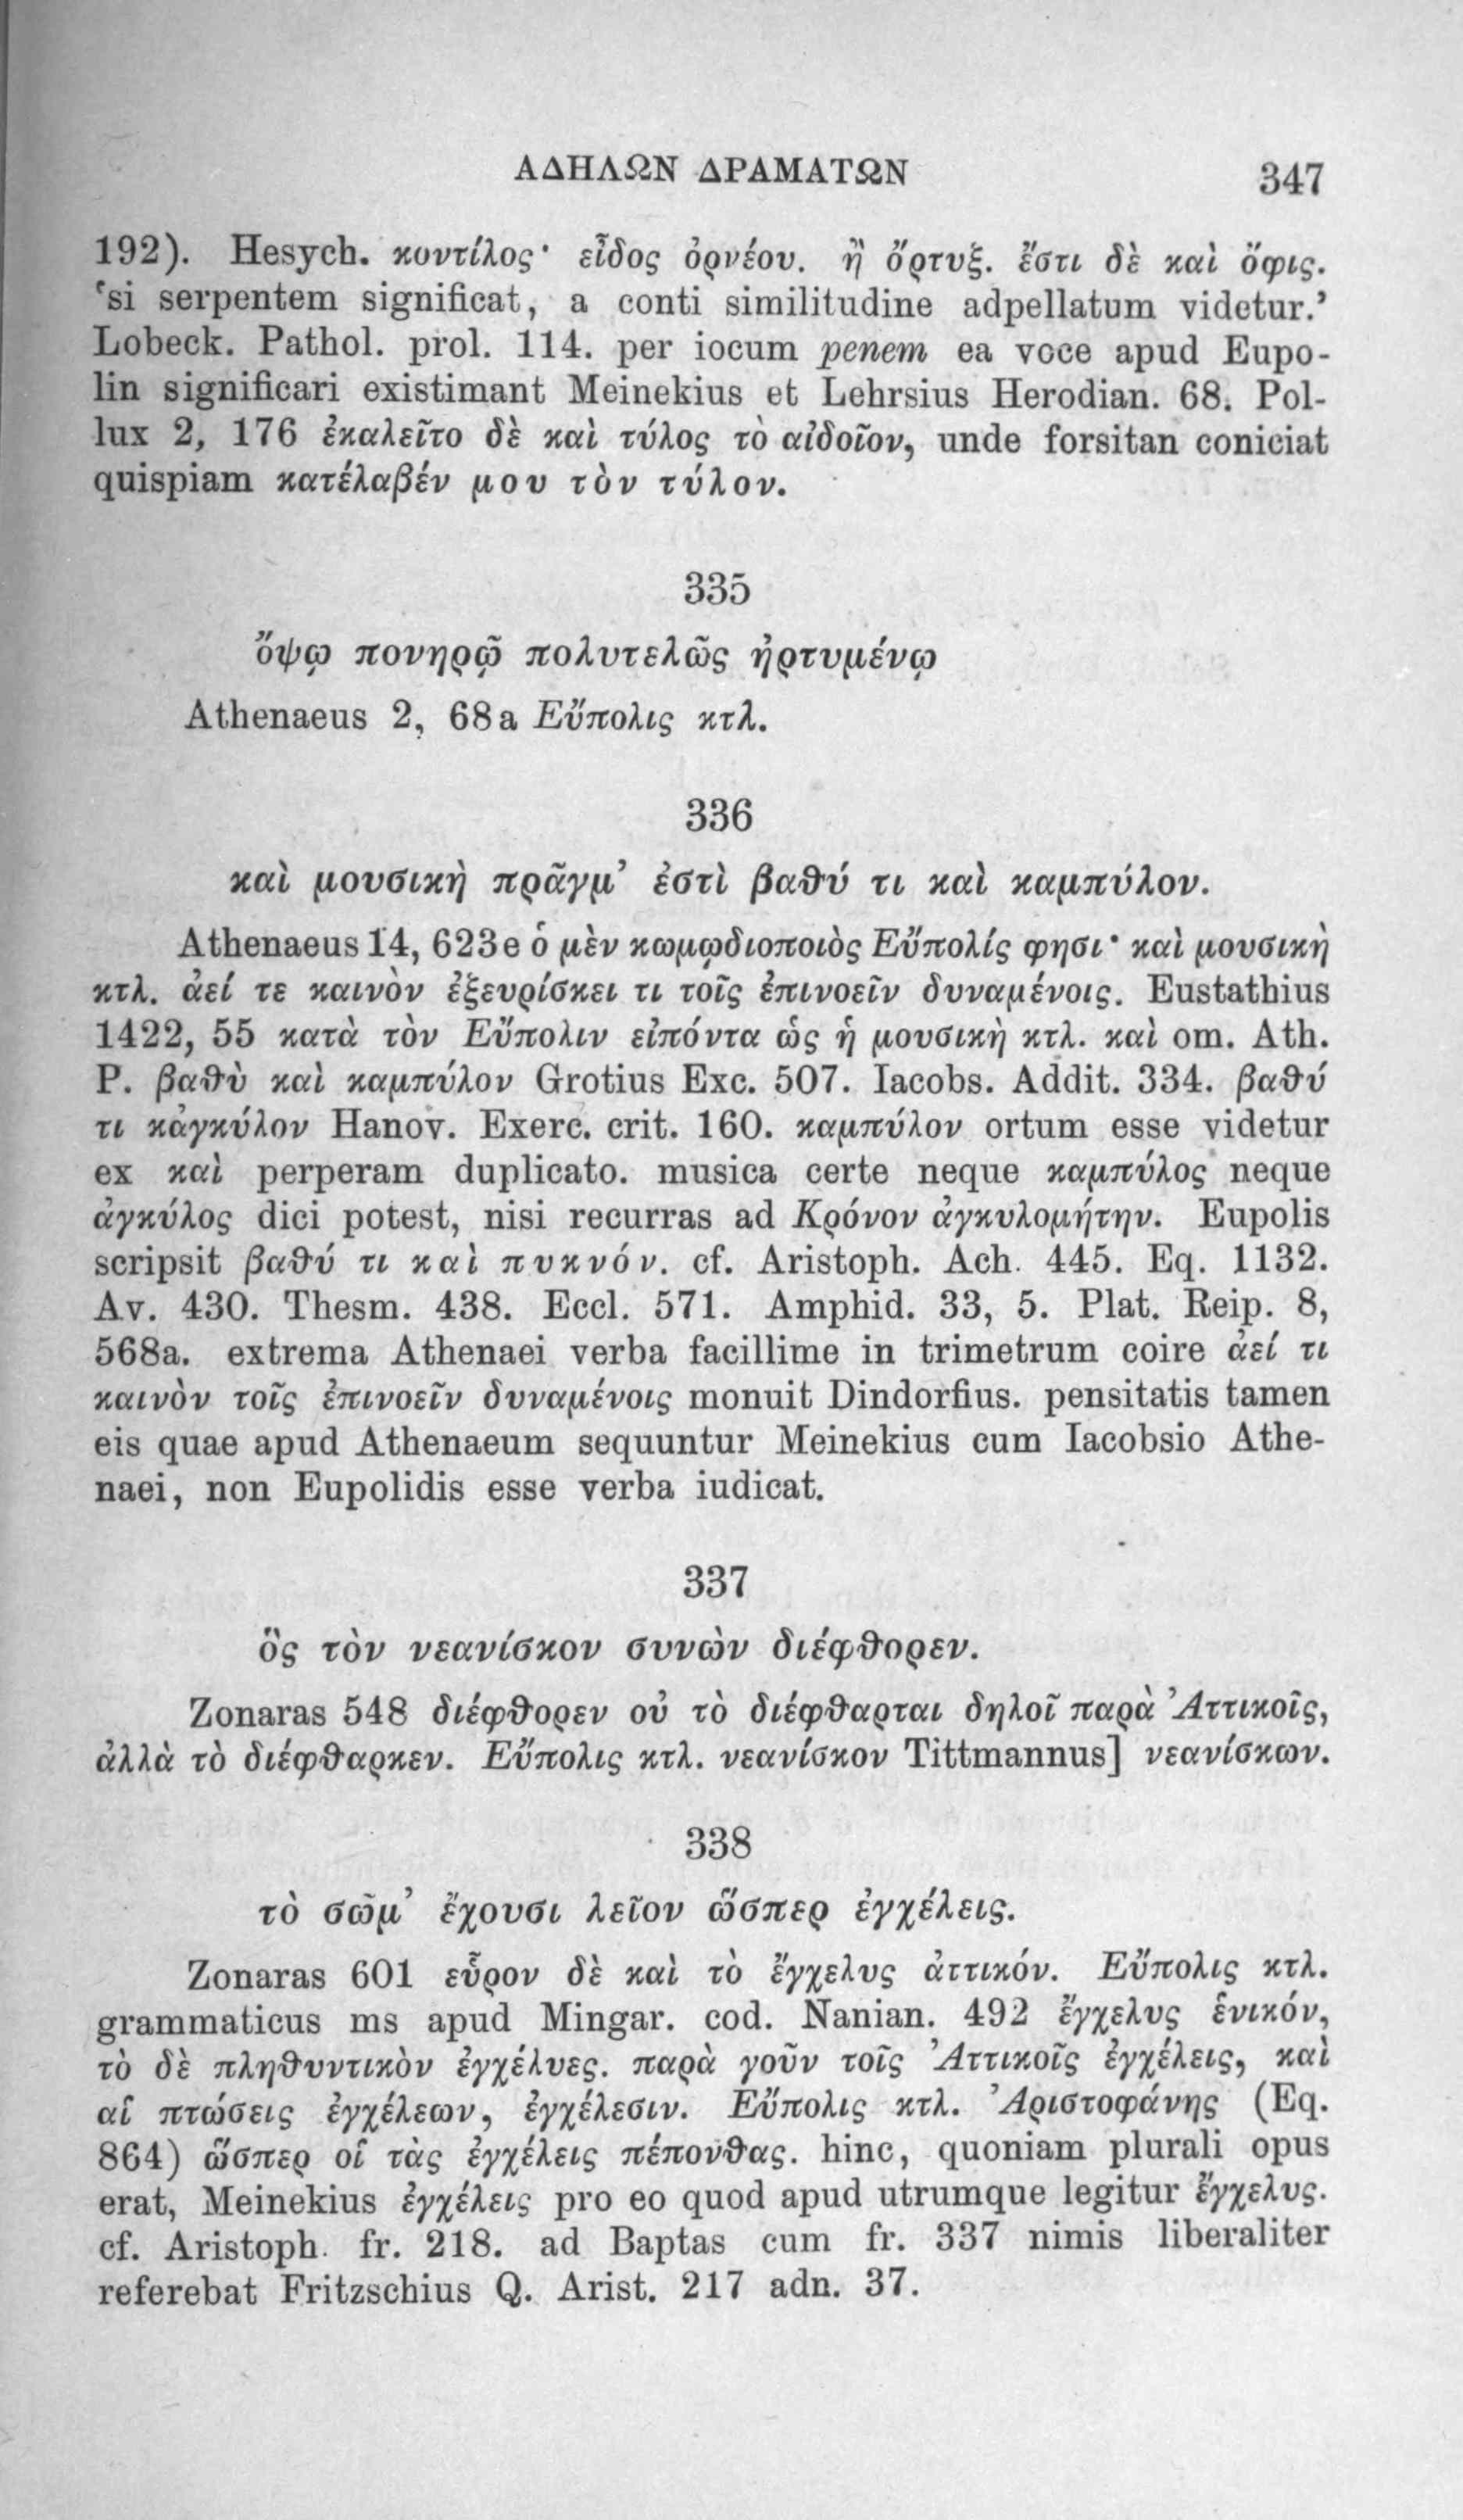 ΑΔΗΛΩΝ ΔΡΑΜΑΤΩΝ 347
192). Hesych. κοντίλος· εἶδος ὀρνέου. ἢ ὄρτυξ. ἔστι δὲ καὶ ὄφις.
‘si serpentem significat, a conti similitudine adpellatum videtur.’
Lobeck. Pathol. prol. 114. per iocum penem ea voce apud Eupo-
lin significari existimant Meinekius et Lehrsius Herodian. 68. Pol-
lux 2, 176 ἐκαλεῖτο δὲ καὶ τύλος τὸ αἰδοῖον, unde forsitan coniciat
quispiam κατέλαβέν μου τὸν τύλον.
335
ὄψῳ πονηρῷ πολυτελῶς ἠρτυμένῳ
Athenaeus 2, 68a Εὔπολις κτλ.
336
καὶ μουσικὴ πρᾶγμ’ ἐστὶ βαθύ τι καὶ καμπύλον.
Athenaeus 14, 623e ὁ μὲν κωμῳδιοποιὸς Εὔπολίς φησι· καὶ μουσικὴ
κτλ. ἀεί τε καινὸν ἐξευρίσκει τι τοῖς ἐπινοεῖν δυναμένοις. Eustathius
1422, 55 κατὰ τὸν Εὔπολιν εἰπόντα ὡς ἡ μουσικὴ κτλ. καὶ om. Ath.
P. βαθὺ καὶ καμπύλον Grotius Exc. 507. Iacobs. Addit. 334. βαθύ
τι κἀγκύλον Hanov. Exerc. crit. 160. καμπύλον ortum esse videtur
ex καὶ perperam duplicato. musica certe neque καμπύλος neque
ἀγκύλος dici potest, nisi recurras ad Κρόνον ἀγκυλομήτην. Eupolis
scripsit βαθύ τι καὶ πυκνόν. cf. Aristoph. Ach. 445. Eq. 1132.
Av. 430. Thesm. 438. Eccl. 571. Amphid. 33, 5. Plat. Reip. 8,
568a. extrema Athenaei verba facillime in trimetrum coire ἀεί τι
καινὸν τοῖς ἐπινοεῖν δυναμένοις monuit Dindorfius. pensitatis tamen
eis quae apud Athenaeum sequuntur Meinekius cum Iacobsio Athe-
naei, non Eupolidis esse verba iudicat.
337
ὃς τὸν νεανίσκον συνὼν διέφθορεν.
Zonaras 548 διέφθορεν οὐ τὸ διέφθαρται δηλοῖ παρὰ Ἀττικοῖς,
ἀλλὰ τὸ διέφθαρκεν. Εὔπολις κτλ. νεανίσκον Tittmannus] νεανίσκων.
338
τὸ σῶμ’ ἔχουσι λεῖον ὥσπερ ἐγχέλεις.
Zonaras 601 εὗρον δὲ καὶ τὸ ἔγχελυς ἀττικόν. Εὔπολις κτλ.
grammaticus ms apud Mingar. cod. Nanian. 492 ἔγχελυς ἑνικόν,
τὸ δὲ πληθυντικὸν ἐγχέλυες. παρὰ γοῦν τοῖς Ἀττικοῖς ἐγχέλεις, καὶ
αἱ πτώσεις ἐγχέλεων, ἐγχέλεσιν. Εὔπολις κτλ. Ἀριστοφάνης (Eq.
864) ὥσπερ οἱ τὰς ἐγχέλεις πέπονθας. hinc, quoniam plurali opus
erat, Meinekius ἐγχέλεις pro eo quod apud utrumque legitur ἔγχελυς.
cf. Aristoph. fr. 218. ad Baptas cum fr. 337 nimis liberaliter
referebat Fritzschius Q. Arist. 217 adn. 37.